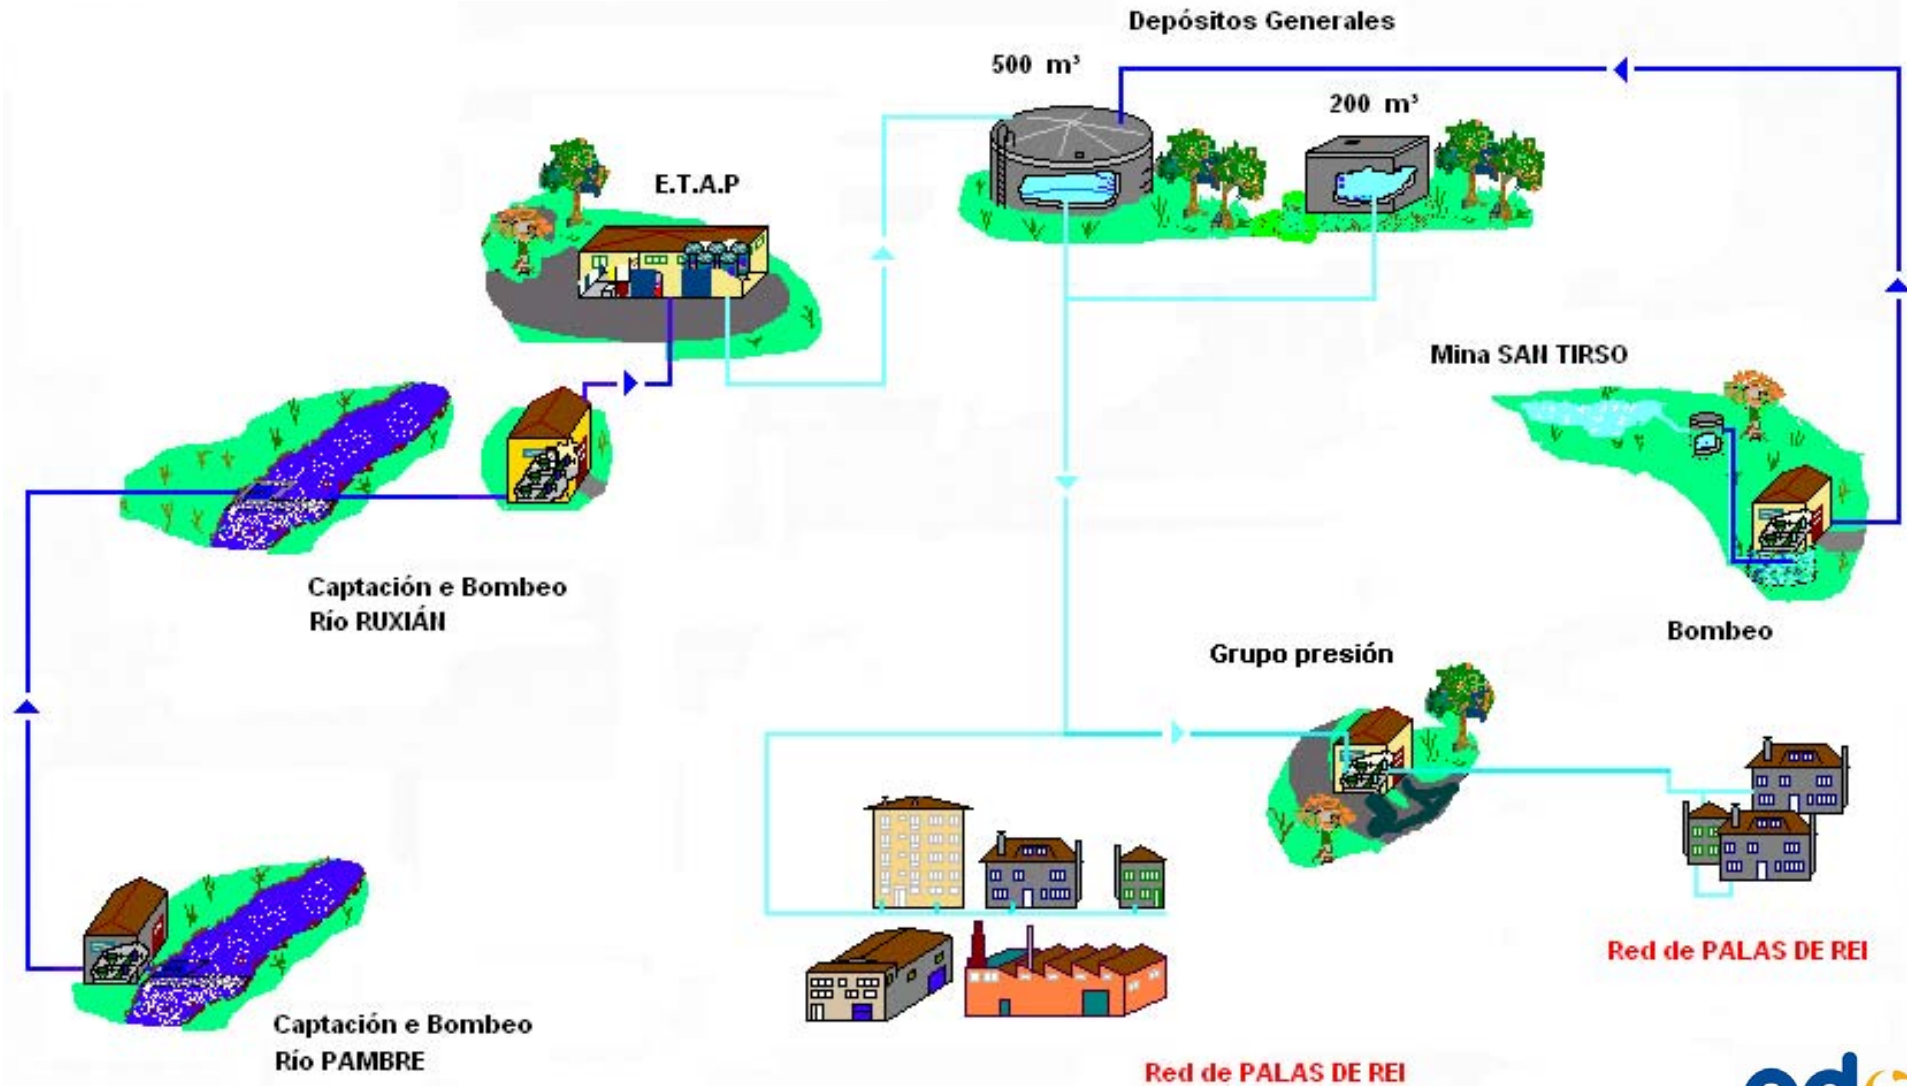 Depósitos Generales
500 m³
200 m³
E.T.A.P
Mina SAN TIRSO
Captación e Bombeo
Río RUXIÁN
Bombeo
Grupo presión
Red de PALAS DE REI
Captación e Bombeo
Río PAMBRE
Red de PALAS DE REI